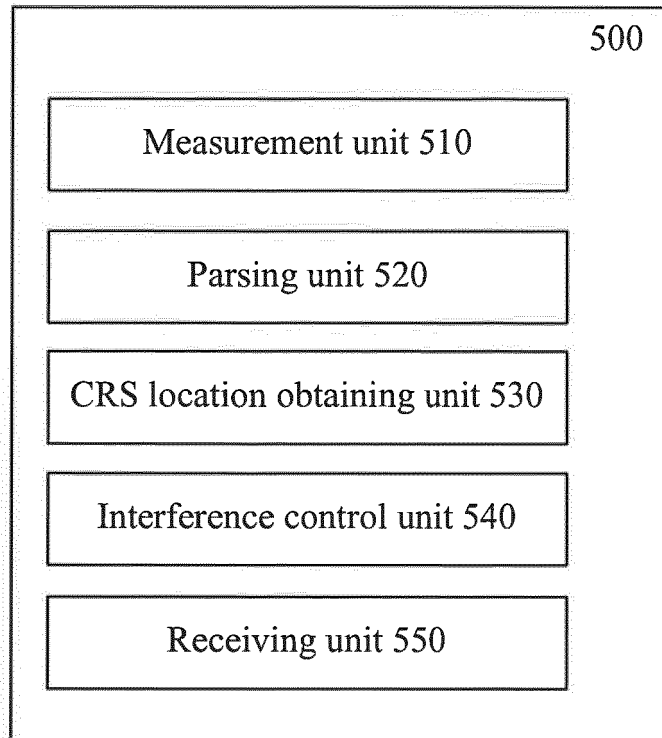 500
Measurement unit 510
Parsing unit 520
CRS location obtaining unit 530
Interference control unit 540
Receiving unit 550